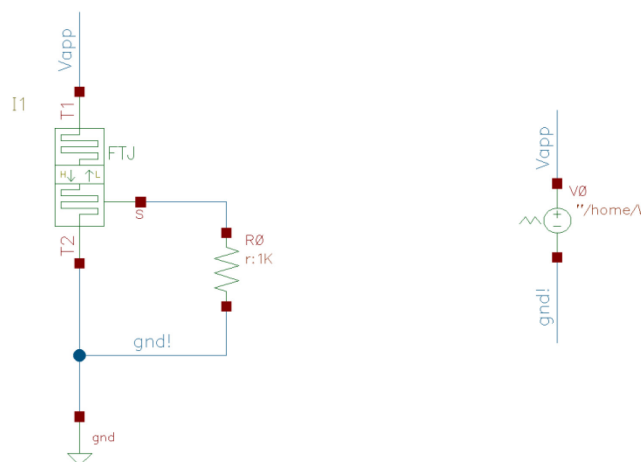 Vapp
I1
T1
FTJ
H L
S
T2
RØ
r:1K
gnd!
gnd
Vapp
VØ
"/home/\
gnd!